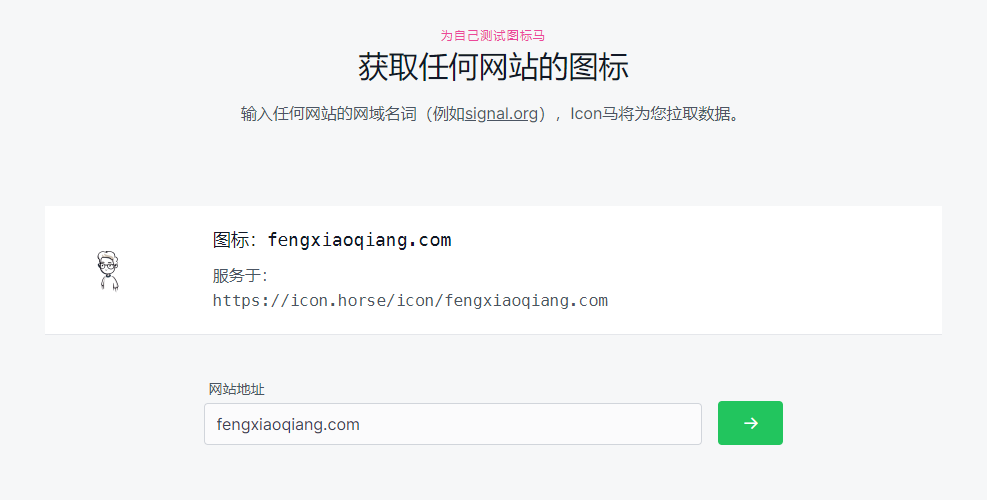 为自己测试图标马
获取任何网站的图标
输入任何网站的网域名词（例如signal.org），Icon马将为您拉取数据。
图标：fengxiaoqiang.com
服务于：
https://icon.horse/icon/fengxiaoqiang.com
网站地址
fengxiaoqiang.com